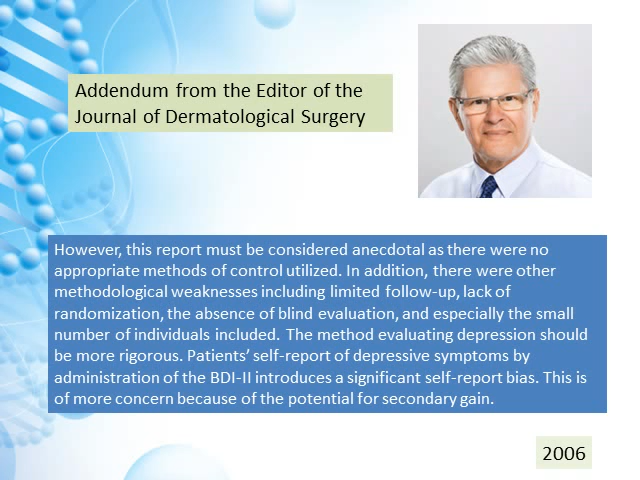 Addendum from the Editor of the
Journal of Dermatological Surgery
However, this report must be considered anecdotal as there were no
appropriate methods of control utilized. In addition, there were other
methodological weaknesses including limited follow-up, lack of
randomization, the absence of blind evaluation, and especially the small
number of individuals included. The method evaluating depression should
be more rigorous. Patients’ self-report of depressive symptoms by
administration of the BDI-II introduces a significant self-report bias. This is
of more concern because of the potential for secondary gain.
2006